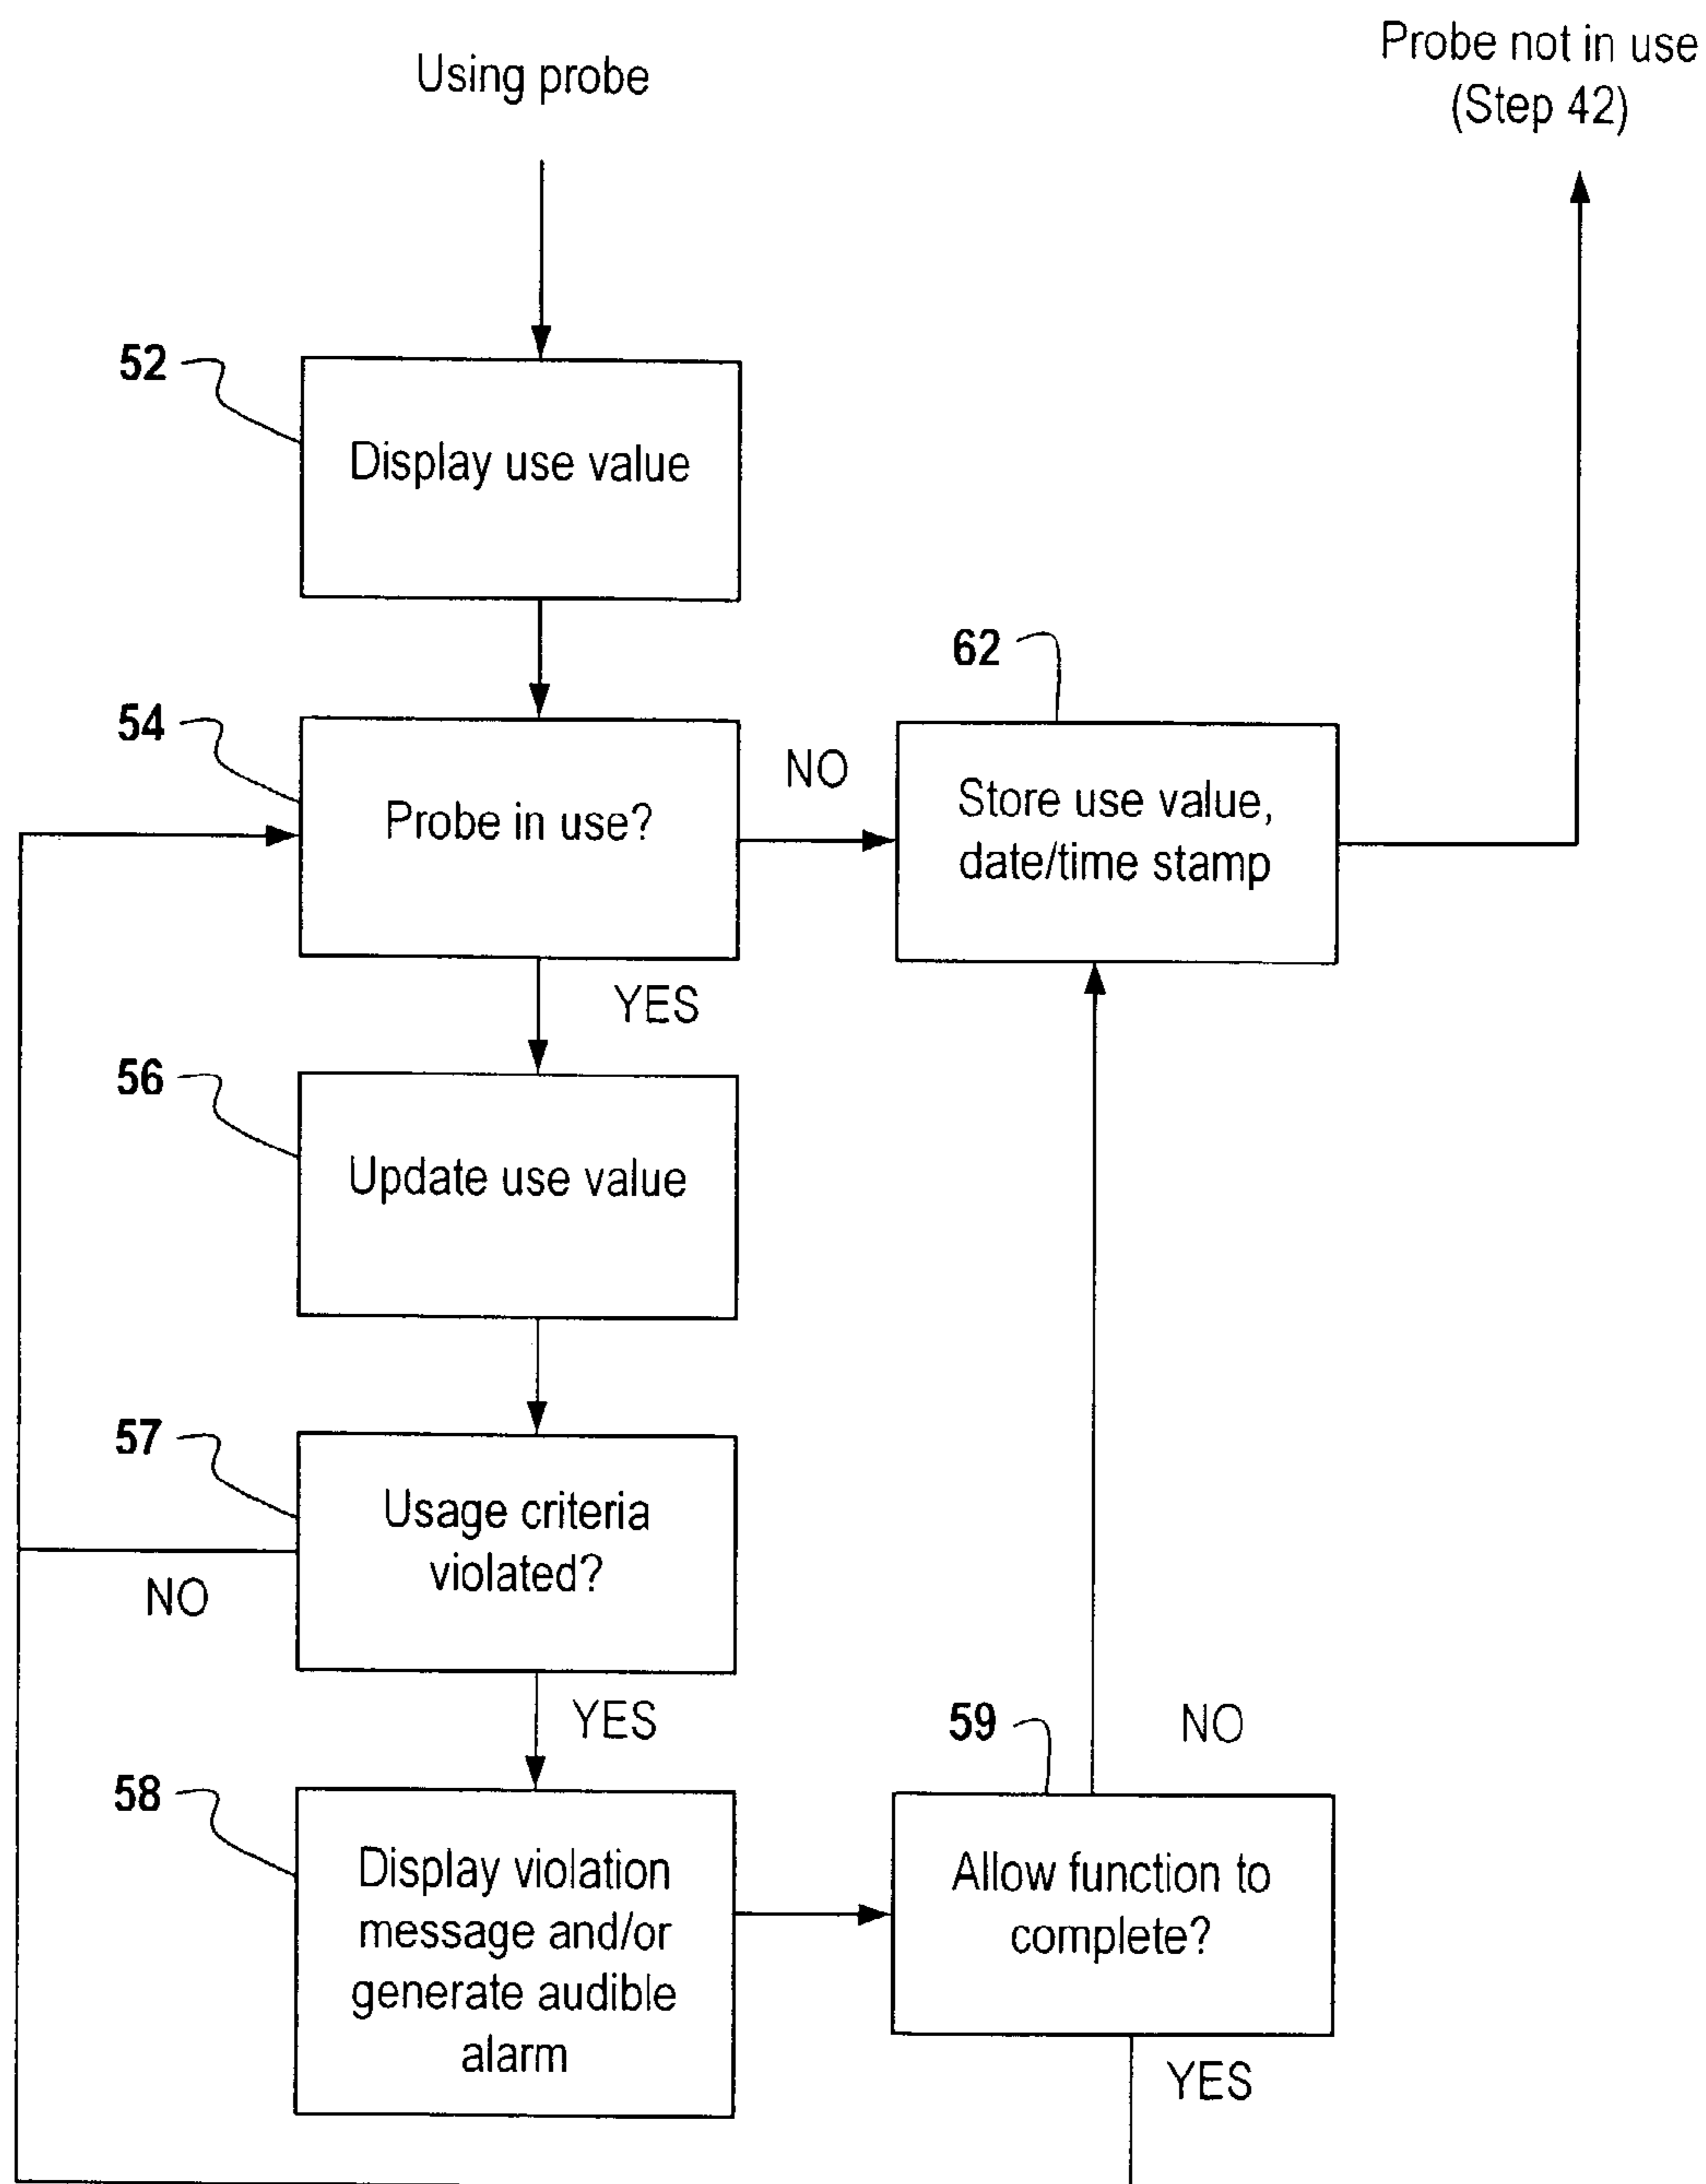 Using probe
Probe not in use
(Step 42)
52
Display use value
62
54
Probe in use?
NO
Store use value,
date/time stamp
YES
56
Update use value
57
Usage criteria
violated?
NO
YES
58
Display violation
message and/or
generate audible
alarm
59
NO
Allow function to
complete?
YES